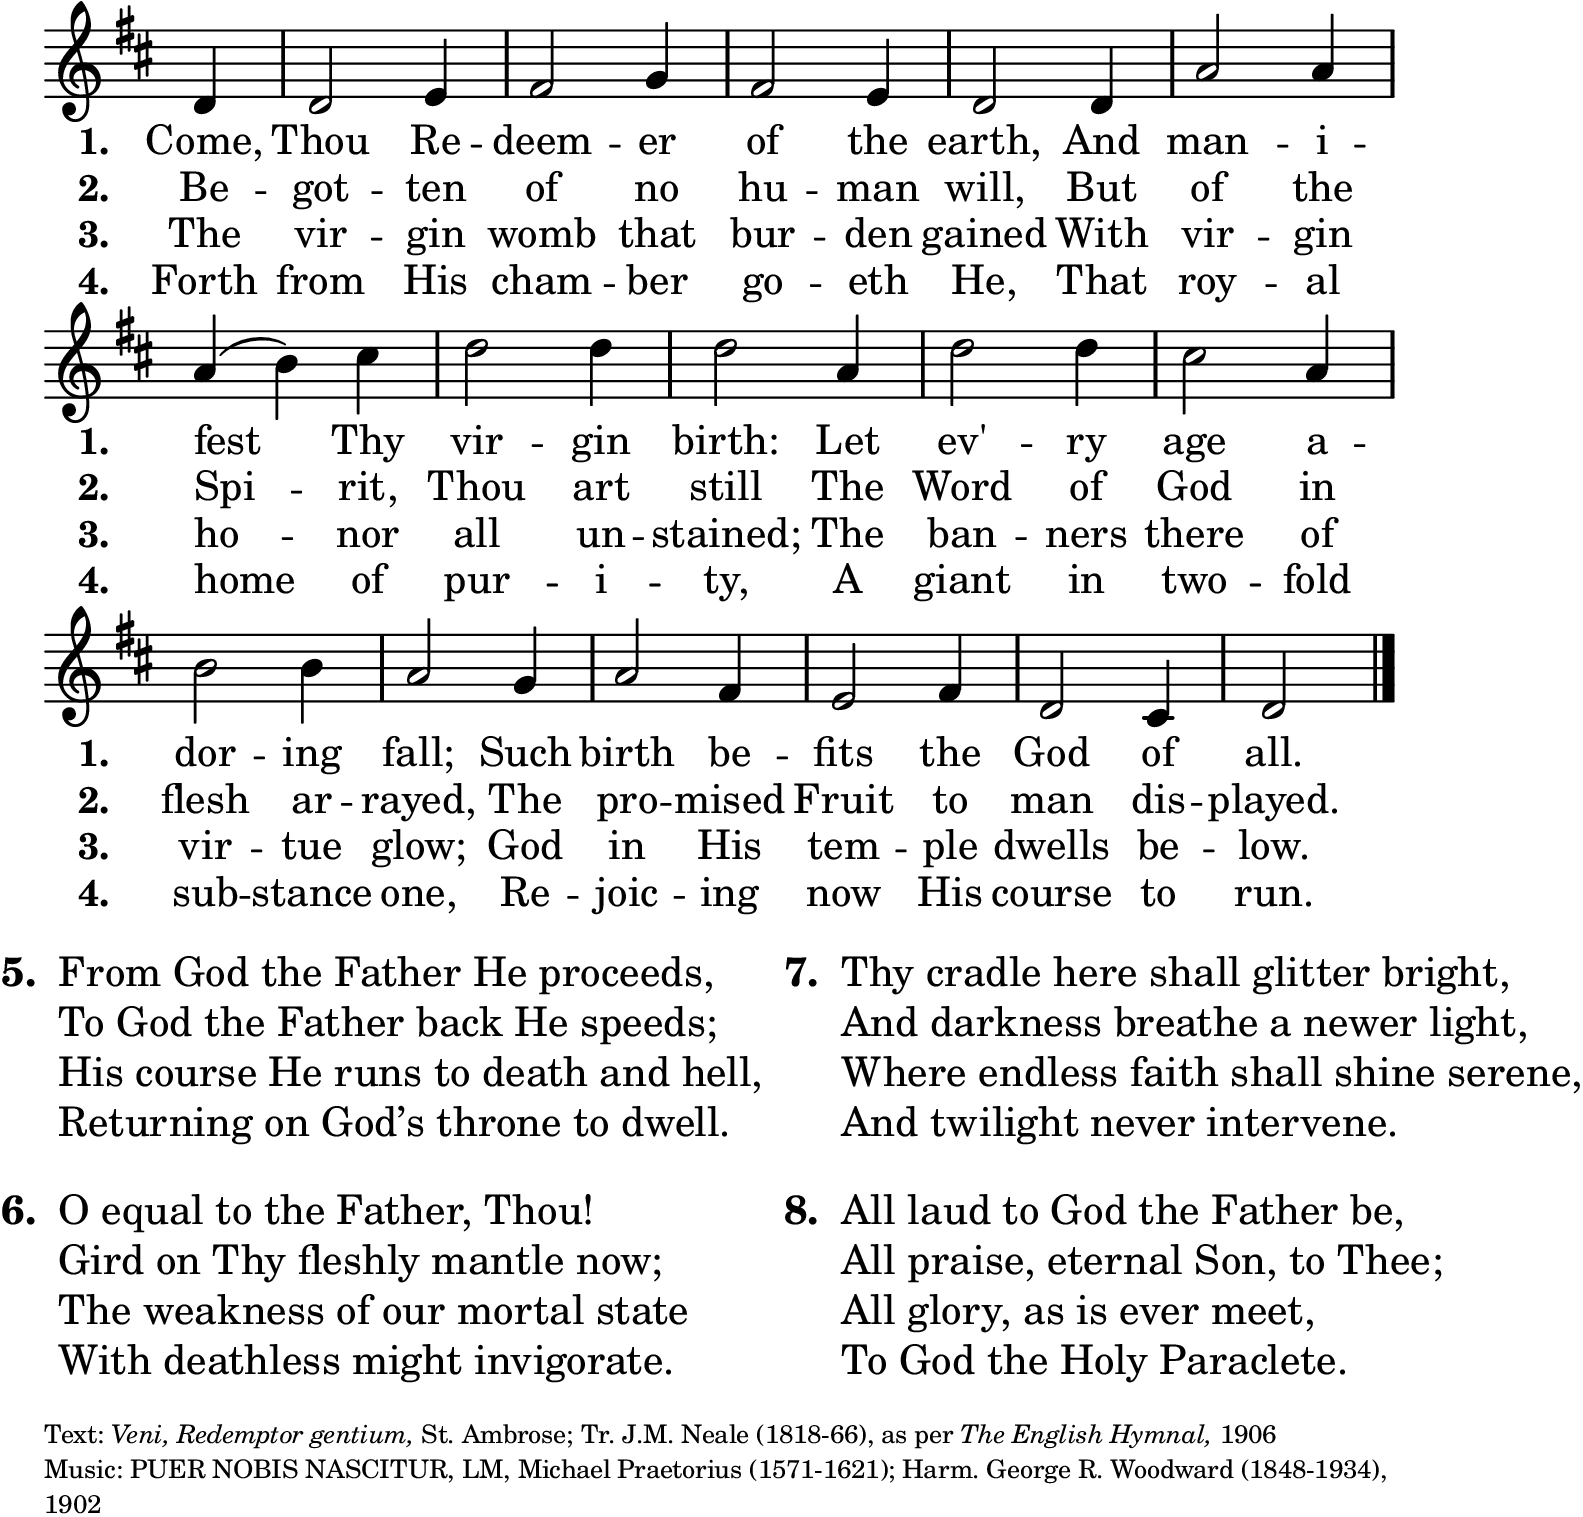 1. Come, Thou Re -- deem -- er of the earth, And man -- i --
2. Be -- got -- ten of no hu -- man will, But of the
3. The vir -- gin womb that bur -- den gained With vir -- gin
4. Forth from His cham -- ber go -- eth He, That roy -- al
1. fest Thy vir -- gin birth: Let ev' -- ry age a --
2. Spi -- rit, Thou art still The Word of God in
3. ho -- nor all un -- stained; The ban -- ners there of
4. home of pur -- i -- ty, A giant in two -- fold
1. dor -- ing fall; Such birth be -- fits the God of all.
2. flesh ar -- rayed, The pro -- mised Fruit to man dis -- played.
3. vir -- tue glow; God in His tem -- ple dwells be -- low.
4. sub -- stance one, Re -- joic -- ing now His course to run.
5. From God the Father He proceeds,
To God the Father back He speeds;
His course He runs to death and hell,
Returning on God’s throne to dwell.
6. O equal to the Father, Thou!
Gird on Thy fleshly mantle now;
The weakness of our mortal state
With deathless might invigorate.
7. Thy cradle here shall glitter bright,
And darkness breathe a newer light,
Where endless faith shall shine serene,
And twilight never intervene.
8. All laud to God the Father be,
All praise, eternal Son, to Thee;
All glory, as is ever meet,
To God the Holy Paraclete.
Text: Veni, Redemptor gentium, St. Ambrose; Tr. J.M. Neale (1818-66), as per The English Hymnal, 1906
Music: PUER NOBIS NASCITUR, LM, Michael Praetorius (1571-1621); Harm. George R. Woodward (1848-1934),
1902